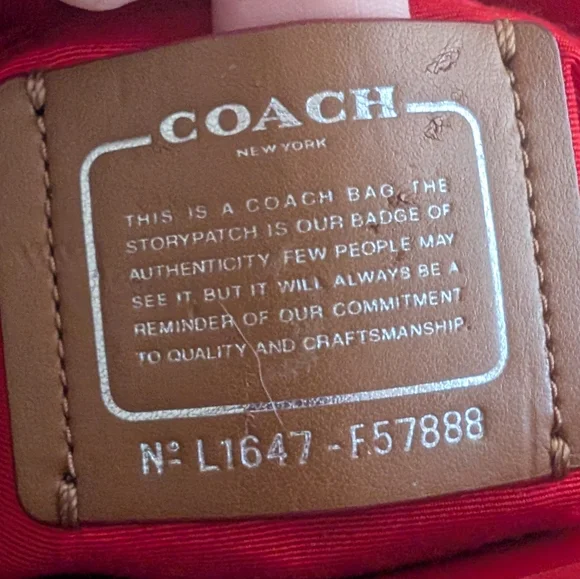 COACH
NEW YORK
THIS IS A COACH BAG. THE
STORYPATCH IS OUR BADGE OF
AUTHENTICITY. FEW PEOPLE MAY
SEE IT, BUT IT WILL ALWAYS BE A
REMINDER OF OUR COMMITMENT
TO QUALITY AND CRAFTSMANSHIP.
Nº L1647-F57888